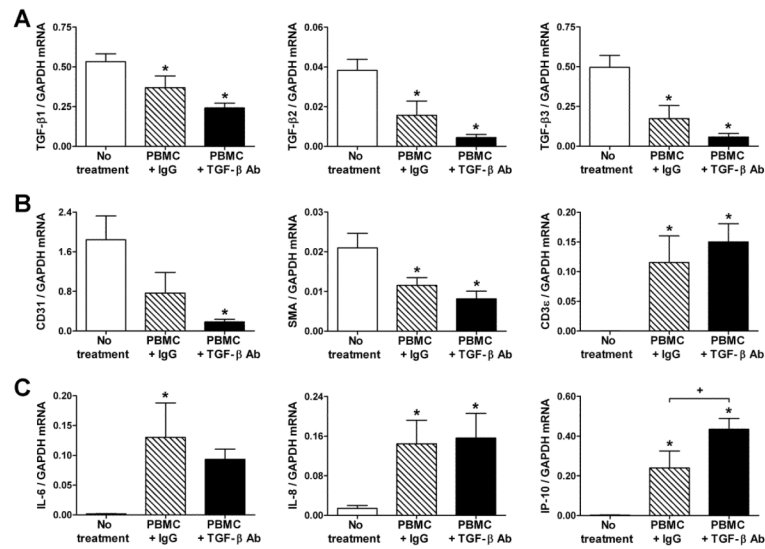 A
TGF-β1 / GAPDH mRNA
0.75
0.50
0.25
0.00
*
*
No treatment
PBMC + IgG
PBMC + TGF-β Ab
TGF-β2 / GAPDH mRNA
0.06
0.04
0.02
0.00
*
*
No treatment
PBMC + IgG
PBMC + TGF-β Ab
TGF-β3 / GAPDH mRNA
0.75
0.50
0.25
0.00
*
*
No treatment
PBMC + IgG
PBMC + TGF-β Ab
B
CD31 / GAPDH mRNA
2.4
1.6
0.8
0.0
*
No treatment
PBMC + IgG
PBMC + TGF-β Ab
SMA / GAPDH mRNA
0.03
0.02
0.01
0.00
*
*
No treatment
PBMC + IgG
PBMC + TGF-β Ab
CD3ε / GAPDH mRNA
0.20
0.15
0.10
0.05
0.00
*
*
No treatment
PBMC + IgG
PBMC + TGF-β Ab
C
IL-6 / GAPDH mRNA
0.20
0.15
0.10
0.05
0.00
*
No treatment
PBMC + IgG
PBMC + TGF-β Ab
IL-8 / GAPDH mRNA
0.24
0.16
0.08
0.00
*
*
No treatment
PBMC + IgG
PBMC + TGF-β Ab
IP-10 / GAPDH mRNA
0.60
0.40
0.20
0.00
*
+
*
No treatment
PBMC + IgG
PBMC + TGF-β Ab